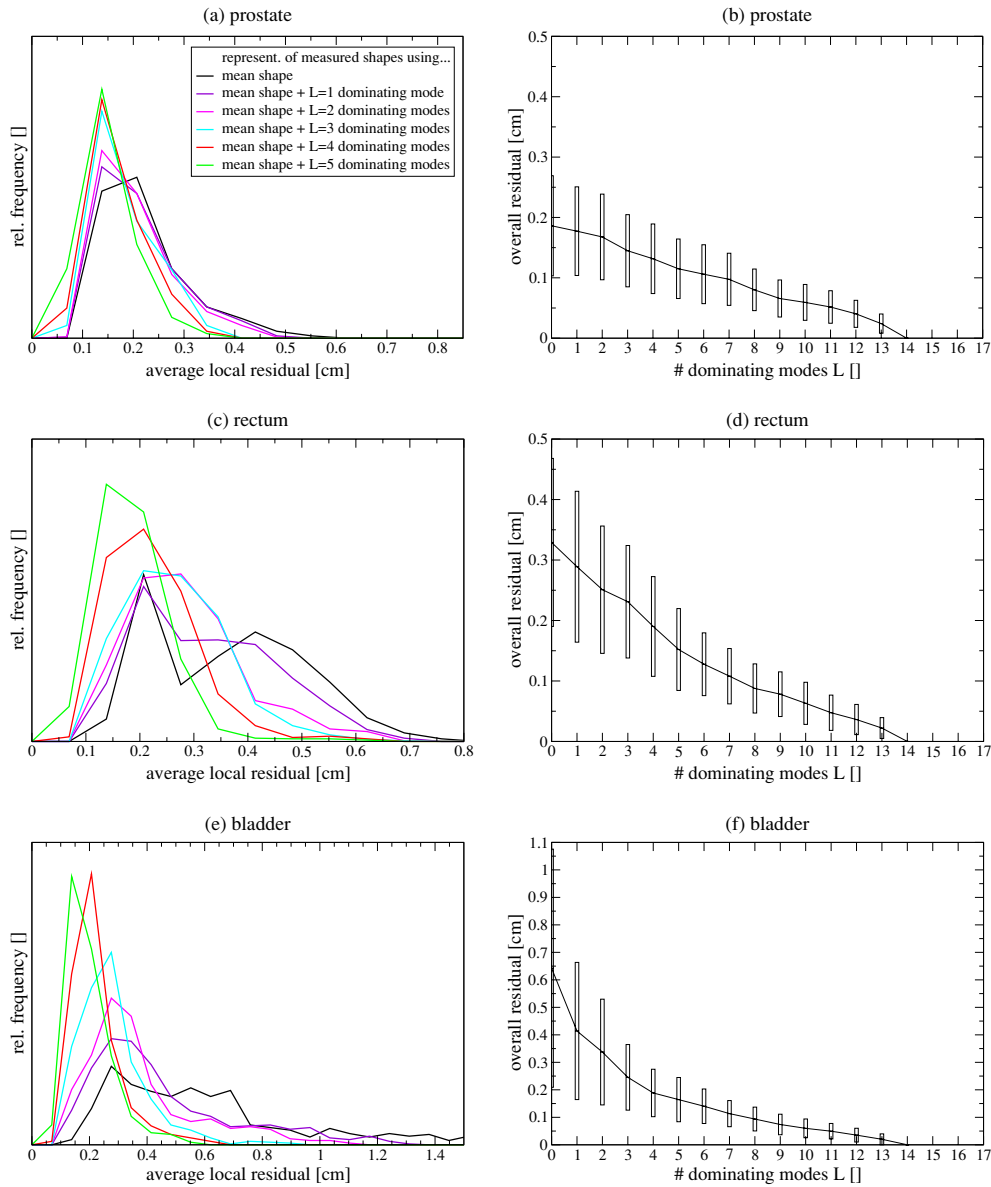 (a) prostate
represent. of measured shapes using...
mean shape
mean shape + L=1 dominating mode
mean shape + L=2 dominating modes
mean shape + L=3 dominating modes
mean shape + L=4 dominating modes
mean shape + L=5 dominating modes
rel. frequency []
0 0.1 0.2 0.3 0.4 0.5 0.6 0.7 0.8
average local residual [cm]
(b) prostate
0.5
0.4
0.3
0.2
0.1
0
overall residual [cm]
0 1 2 3 4 5 6 7 8 9 10 11 12 13 14 15 16 17
# dominating modes L []
(c) rectum
rel. frequency []
0 0.1 0.2 0.3 0.4 0.5 0.6 0.7 0.8
average local residual [cm]
(d) rectum
0.5
0.4
0.3
0.2
0.1
0
overall residual [cm]
0 1 2 3 4 5 6 7 8 9 10 11 12 13 14 15 16 17
# dominating modes L []
(e) bladder
rel. frequency []
0 0.2 0.4 0.6 0.8 1 1.2 1.4
average local residual [cm]
(f) bladder
1.1
1
0.9
0.8
0.7
0.6
0.5
0.4
0.3
0.2
0.1
0
overall residual [cm]
0 1 2 3 4 5 6 7 8 9 10 11 12 13 14 15 16 17
# dominating modes L []